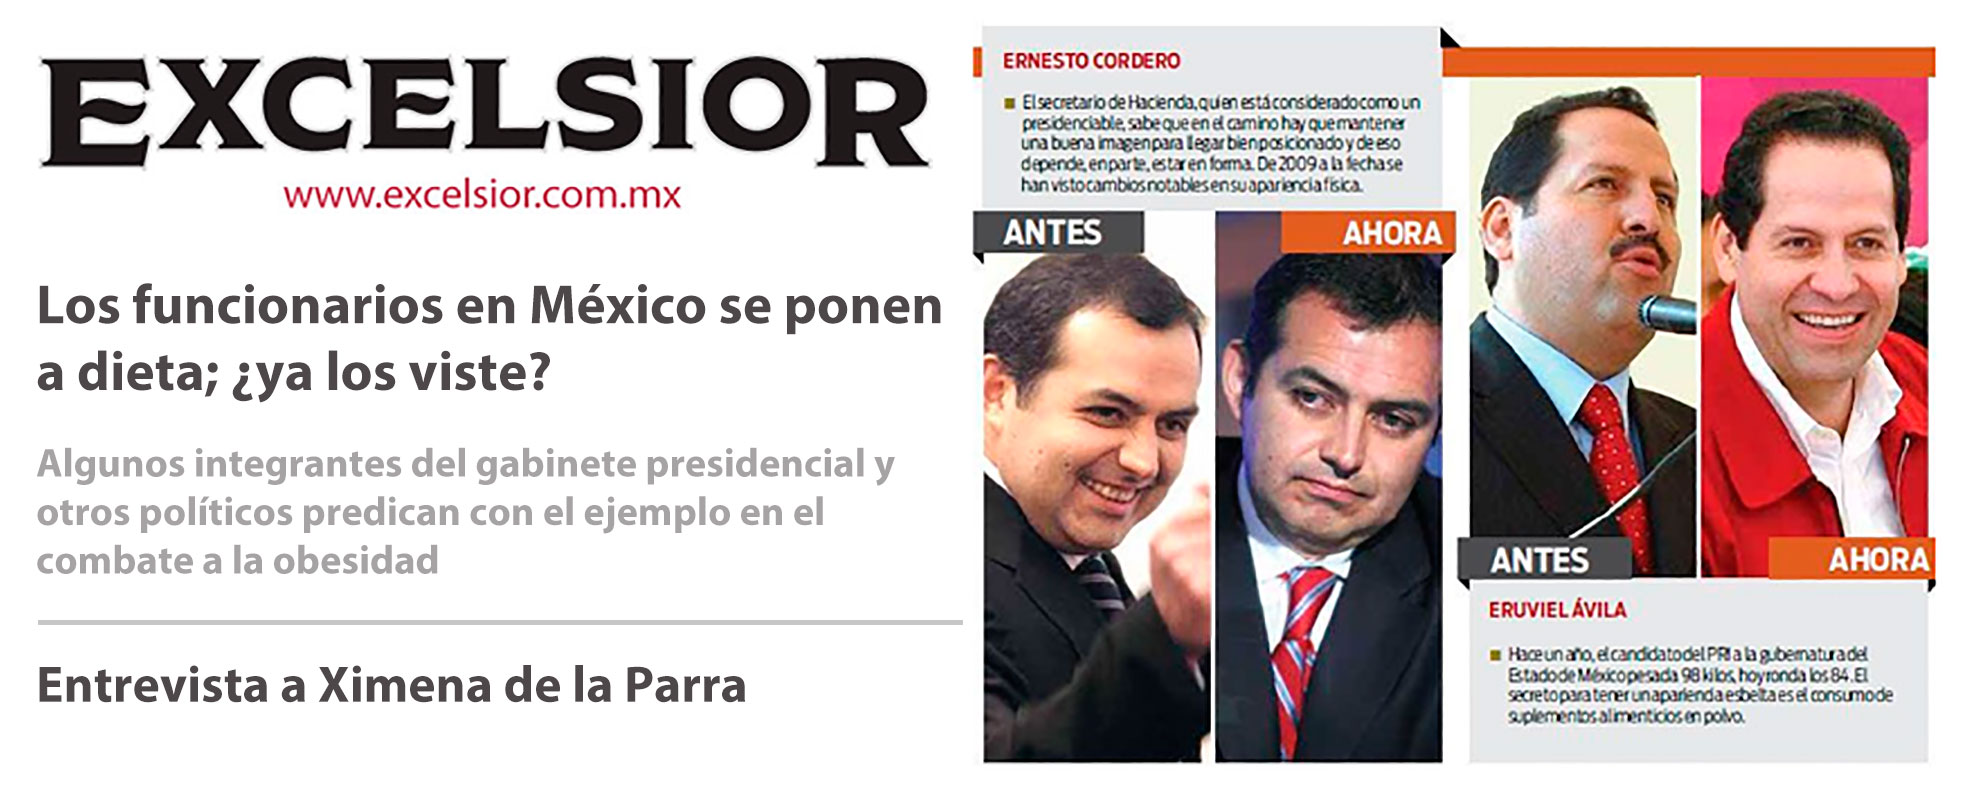 EXCELSIOR
www.excelsior.com.mx
Los funcionarios en México se ponen
a dieta; ¿ya los viste?
Algunos integrantes del gabinete presidencial y
otros políticos predican con el ejemplo en el
combate a la obesidad
Entrevista a Ximena de la Parra
ERNESTO CORDERO
El secretario de Hacienda, quien está considerado como un
presidenciable, sabe que en el camino hay que mantener
una buena imagen para llegar bien posicionado y de eso
depende, en parte, estar en forma. De 2009 a la fecha se
han visto cambios notables en su apariencia física.
ANTES
AHORA
ANTES
AHORA
ERUVIEL ÁVILA
Hace un año, el candidato del PRI a la gubernatura del
Estado de México pesada 98 kilos, hoy ronda los 84. El
secreto para tener un apariencia esbelta es el consumo de
suplementos alimenticios en polvo.